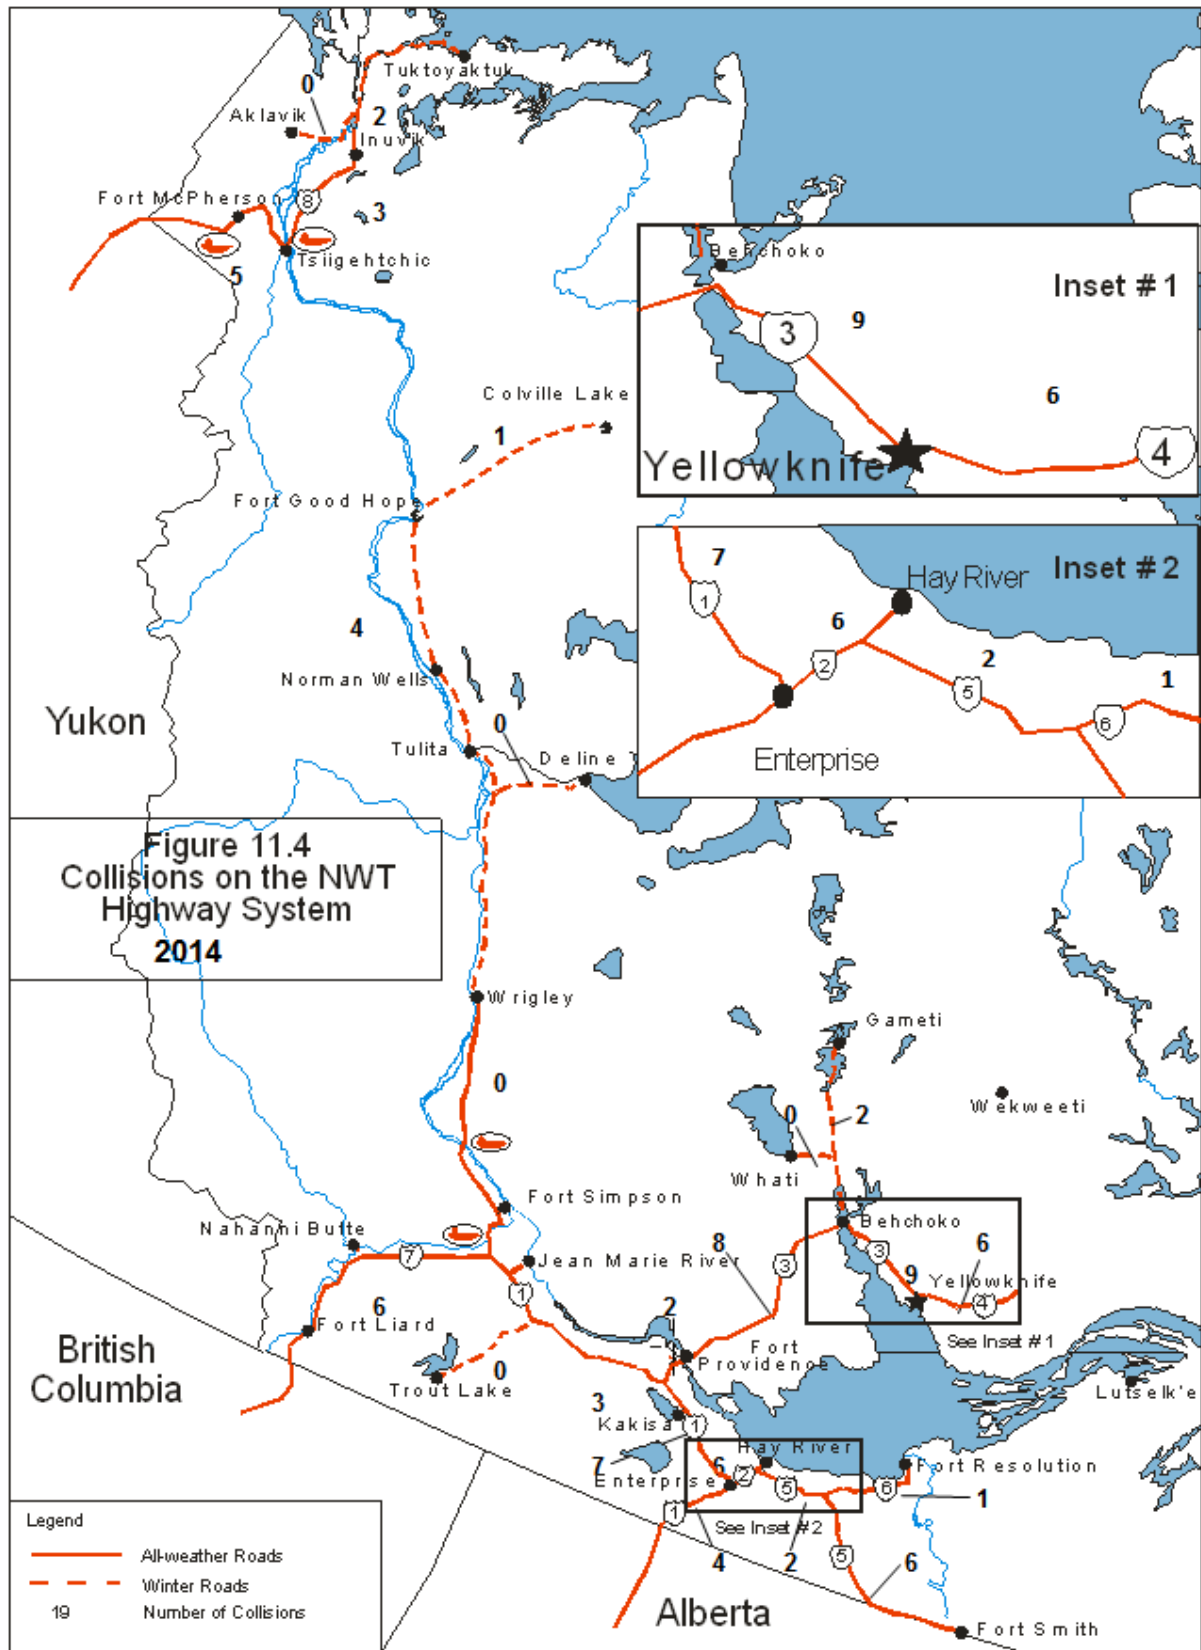 Tuktoyaktuk
0
Aklavik
2
Inuvik
Fort McPherson
8
3
Tsiigehtchic
5
Behchoko
Inset # 1
3
9
6
4
Yellowknife
Colville Lake
1
Fort Good Hope
7
Hay River
Inset # 2
1
6
2
2
5
1
6
Enterprise
4
Norman Wells
Yukon
0
Tulita
Deline
Figure 11.4
Collisions on the NWT
Highway System
2014
Wrigley
Gameti
0
Wekweeti
0
2
Whati
Fort Simpson
Nahanni Butte
Behchoko
7
8
3
3
6
Jean Marie River
9
Yellowknife
1
4
6
Fort Liard
2
See Inset #1
British
Columbia
Fort
Providence
0
Trout Lake
Lutselk'e
3
Kakisa
1
7
Hay River
6
2
Enterprise
Fort Resolution
5
6
1
1
See Inset #2
4
2
5
6
Legend
All-weather Roads
Winter Roads
19 Number of Collisions
Alberta
Fort Smith